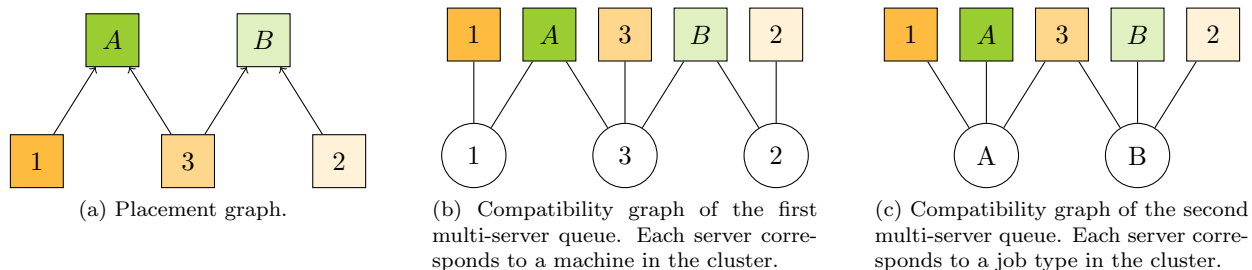 A B
1 3 2
(a) Placement graph.
1 A 3 B 2
1 3 2
(b) Compatibility graph of the first
multi-server queue. Each server corre-
sponds to a machine in the cluster.
1 A 3 B 2
A B
(c) Compatibility graph of the second
multi-server queue. Each server corre-
sponds to a job type in the cluster.